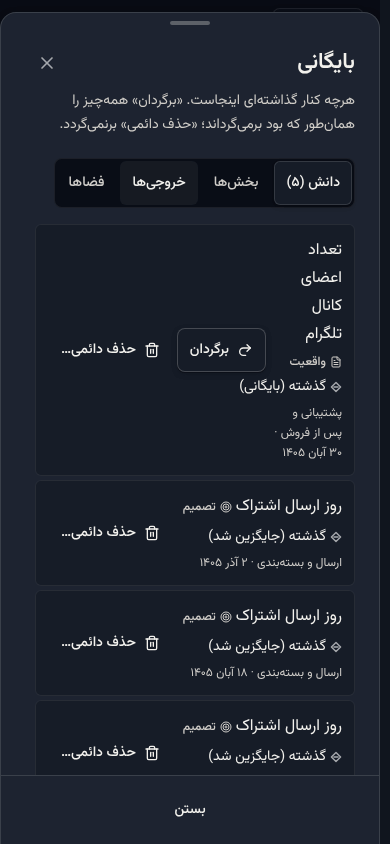 بایگانی
هرچه کنار گذاشته‌ای اینجاست. «برگردان» همه‌چیز را
همان‌طور که بود برمی‌گرداند؛ «حذف دائمی» برنمی‌گردد.
دانش (۵)
بخش‌ها
خروجی‌ها
فضاها
تعداد
اعضای
کانال
تلگرام
واقعیت
گذشته (بایگانی)
پشتیبانی و
پس از فروش ·
۳۰ آبان ۱۴۰۵
برگردان
حذف دائمی…
روز ارسال اشتراک تصمیم
گذشته (جایگزین شد)
ارسال و بسته‌بندی · ۲ آذر ۱۴۰۵
حذف دائمی…
روز ارسال اشتراک تصمیم
گذشته (جایگزین شد)
ارسال و بسته‌بندی · ۱۸ آبان ۱۴۰۵
حذف دائمی…
روز ارسال اشتراک تصمیم
گذشته (جایگزین شد)
حذف دائمی…
بستن